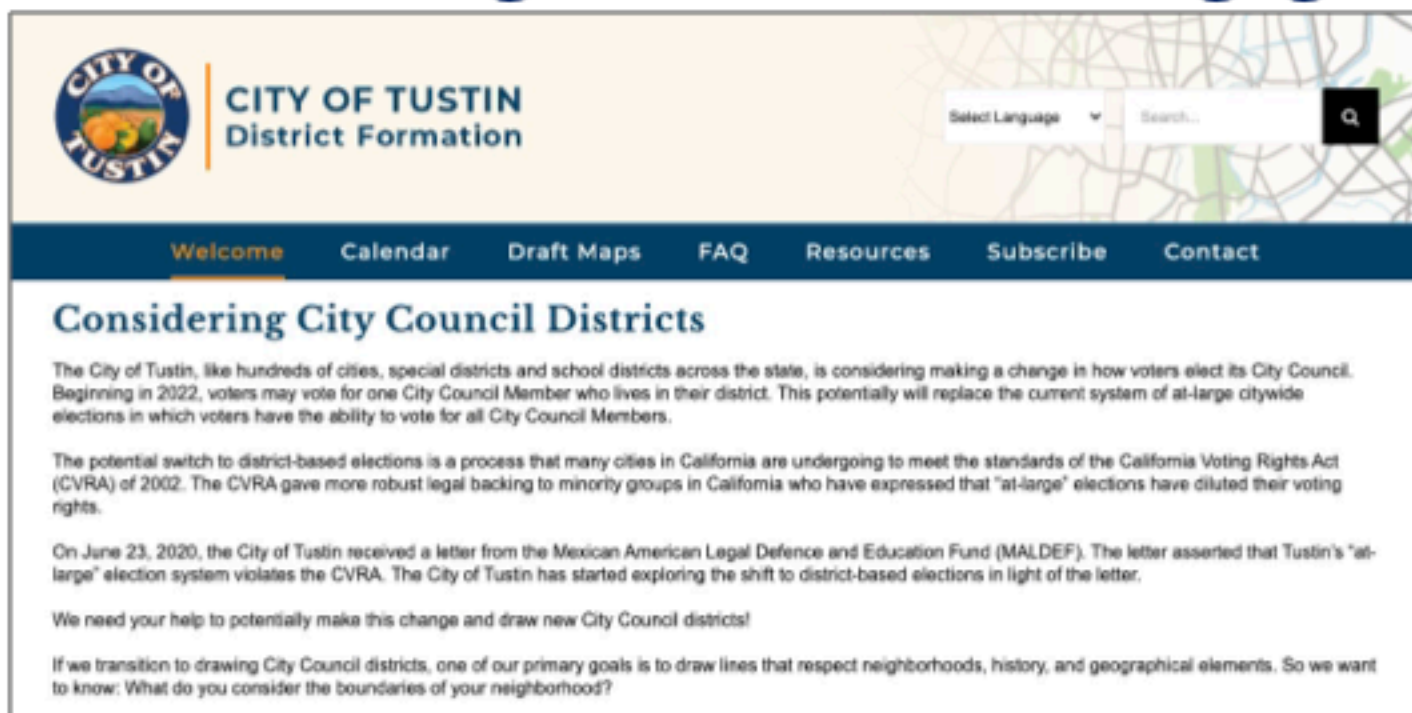 CITY OF
TUSTIN
CITY OF TUSTIN
District Formation
Select Language
Search...
Welcome Calendar Draft Maps FAQ Resources Subscribe Contact
Considering City Council Districts
The City of Tustin, like hundreds of cities, special districts and school districts across the state, is considering making a change in how voters elect its City Council.
Beginning in 2022, voters may vote for one City Council Member who lives in their district. This potentially will replace the current system of at-large citywide
elections in which voters have the ability to vote for all City Council Members.
The potential switch to district-based elections is a process that many cities in California are undergoing to meet the standards of the California Voting Rights Act
(CVRA) of 2002. The CVRA gave more robust legal backing to minority groups in California who have expressed that "at-large" elections have diluted their voting
rights.
On June 23, 2020, the City of Tustin received a letter from the Mexican American Legal Defence and Education Fund (MALDEF). The letter asserted that Tustin's "at-
large" election system violates the CVRA. The City of Tustin has started exploring the shift to district-based elections in light of the letter.
We need your help to potentially make this change and draw new City Council districts!
If we transition to drawing City Council districts, one of our primary goals is to draw lines that respect neighborhoods, history, and geographical elements. So we want
to know: What do you consider the boundaries of your neighborhood?